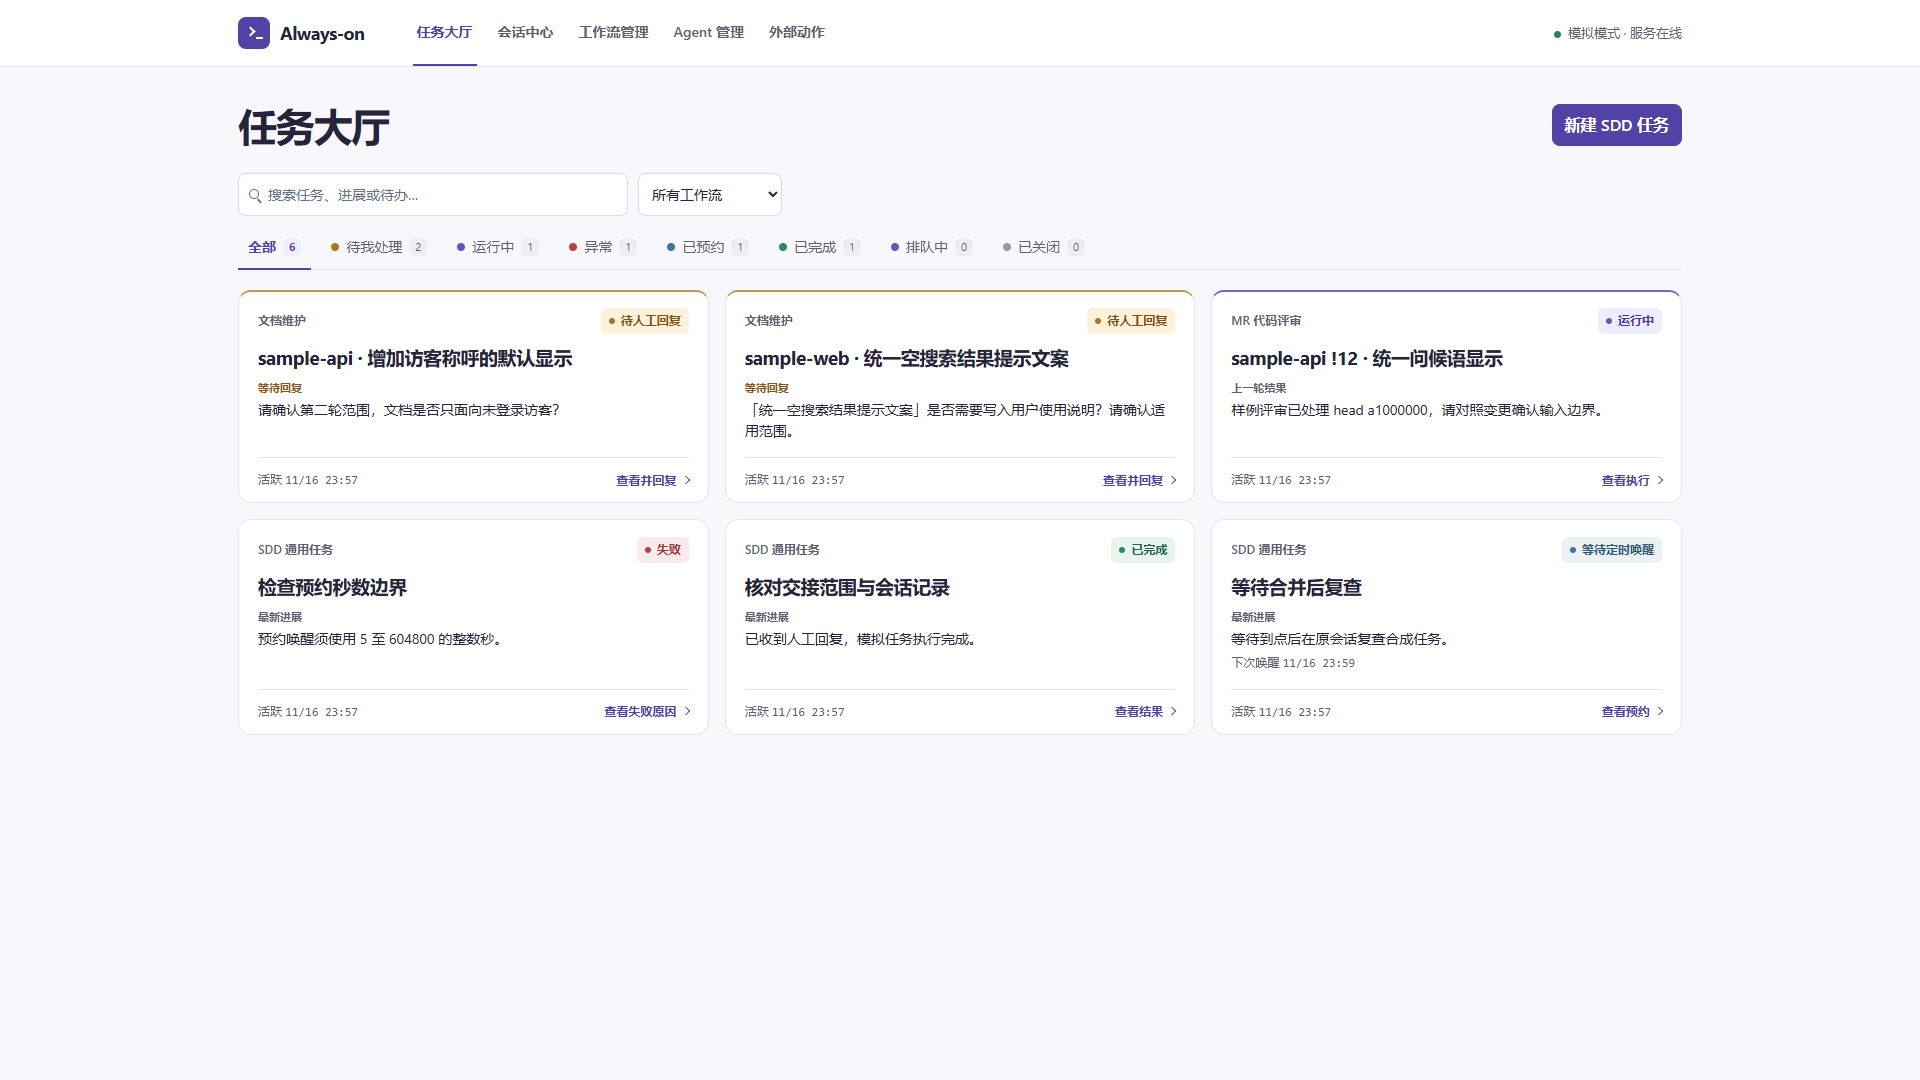 Always-on
任务大厅
会话中心
工作流管理
Agent 管理
外部动作
模拟模式 · 服务在线
任务大厅
新建 SDD 任务
搜索任务、进展或待办...
所有工作流
全部 6
待我处理 2
运行中 1
异常 1
已预约 1
已完成 1
排队中 0
已关闭 0
文档维护
待人工回复
sample-api · 增加访客称呼的默认显示
等待回复
请确认第二轮范围，文档是否只面向未登录访客？
活跃 11/16 23:57
查看并回复
文档维护
待人工回复
sample-web · 统一空搜索结果提示文案
等待回复
「统一空搜索结果提示文案」是否需要写入用户使用说明？请确认适
用范围。
活跃 11/16 23:57
查看并回复
MR 代码评审
运行中
sample-api !12 · 统一问候语显示
上一轮结果
样例评审已处理 head a1000000，请对照变更确认输入边界。
活跃 11/16 23:57
查看执行
SDD 通用任务
失败
检查预约秒数边界
最新进展
预约唤醒须使用 5 至 604800 的整数秒。
活跃 11/16 23:57
查看失败原因
SDD 通用任务
已完成
核对交接范围与会话记录
最新进展
已收到人工回复，模拟任务执行完成。
活跃 11/16 23:57
查看结果
SDD 通用任务
等待定时唤醒
等待合并后复查
最新进展
等待到点后在原会话复查合成任务。
下次唤醒 11/16 23:59
活跃 11/16 23:57
查看预约